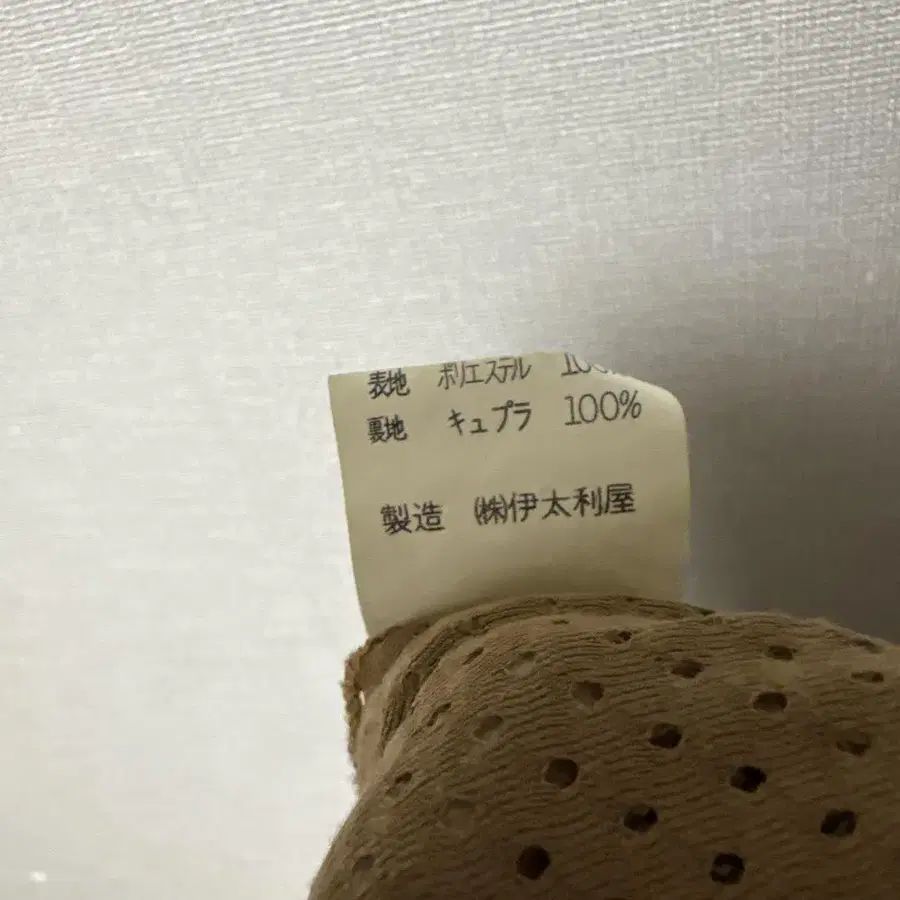 表地 ポリエステル
裏地 キュプラ 100%
製造 ㈱伊太利屋